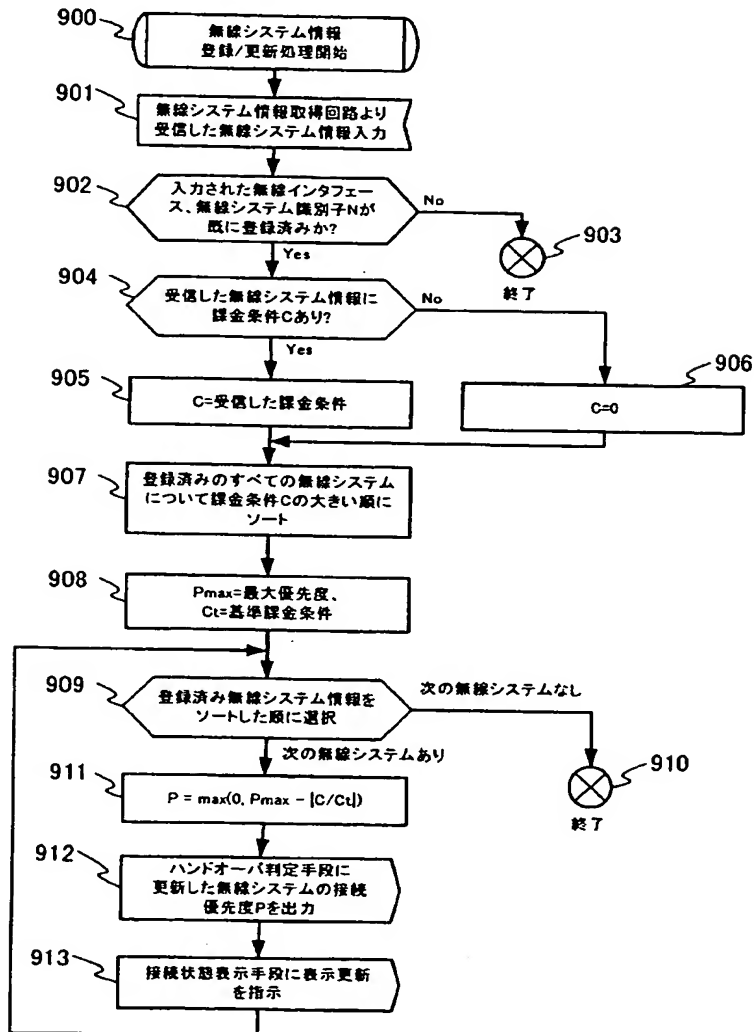 900
無線システム情報
登録/更新処理開始
901
無線システム情報取得回路より
受信した無線システム情報入力
902
入力された無線インタフェー
ス、無線システム識別子Nが
既に登録済みか?
No
903
終了
Yes
904
受信した無線システム情報に
課金条件Cあり?
No
Yes
905
C=受信した課金条件
906
C=0
907
登録済みのすべての無線システム
について課金条件Cの大きい順に
ソート
908
Pmax=最大優先度、
Ct=基準課金条件
909
登録済み無線システム情報を
ソートした順に選択
次の無線システムなし
910
終了
次の無線システムあり
911
P = max(0, Pmax − |C/Ct|)
912
ハンドオーバ判定手段に
更新した無線システムの接続
優先度Pを出力
913
接続状態表示手段に表示更新
を指示